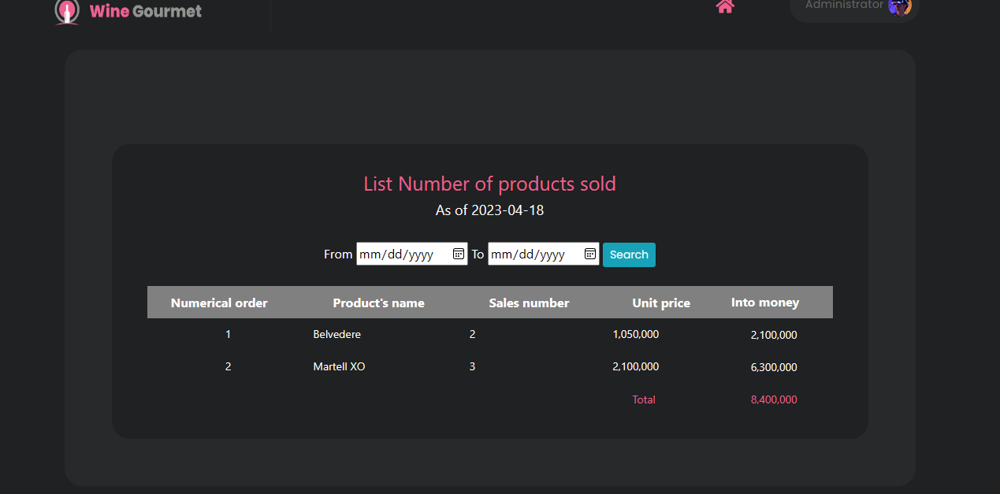 Wine Gourmet
Administrator
List Number of products sold
As of 2023-04-18
From mm/dd/yyyy To mm/dd/yyyy Search
Numerical order Product's name Sales number Unit price Into money
1 Belvedere 2 1,050,000 2,100,000
2 Martell XO 3 2,100,000 6,300,000
Total 8,400,000